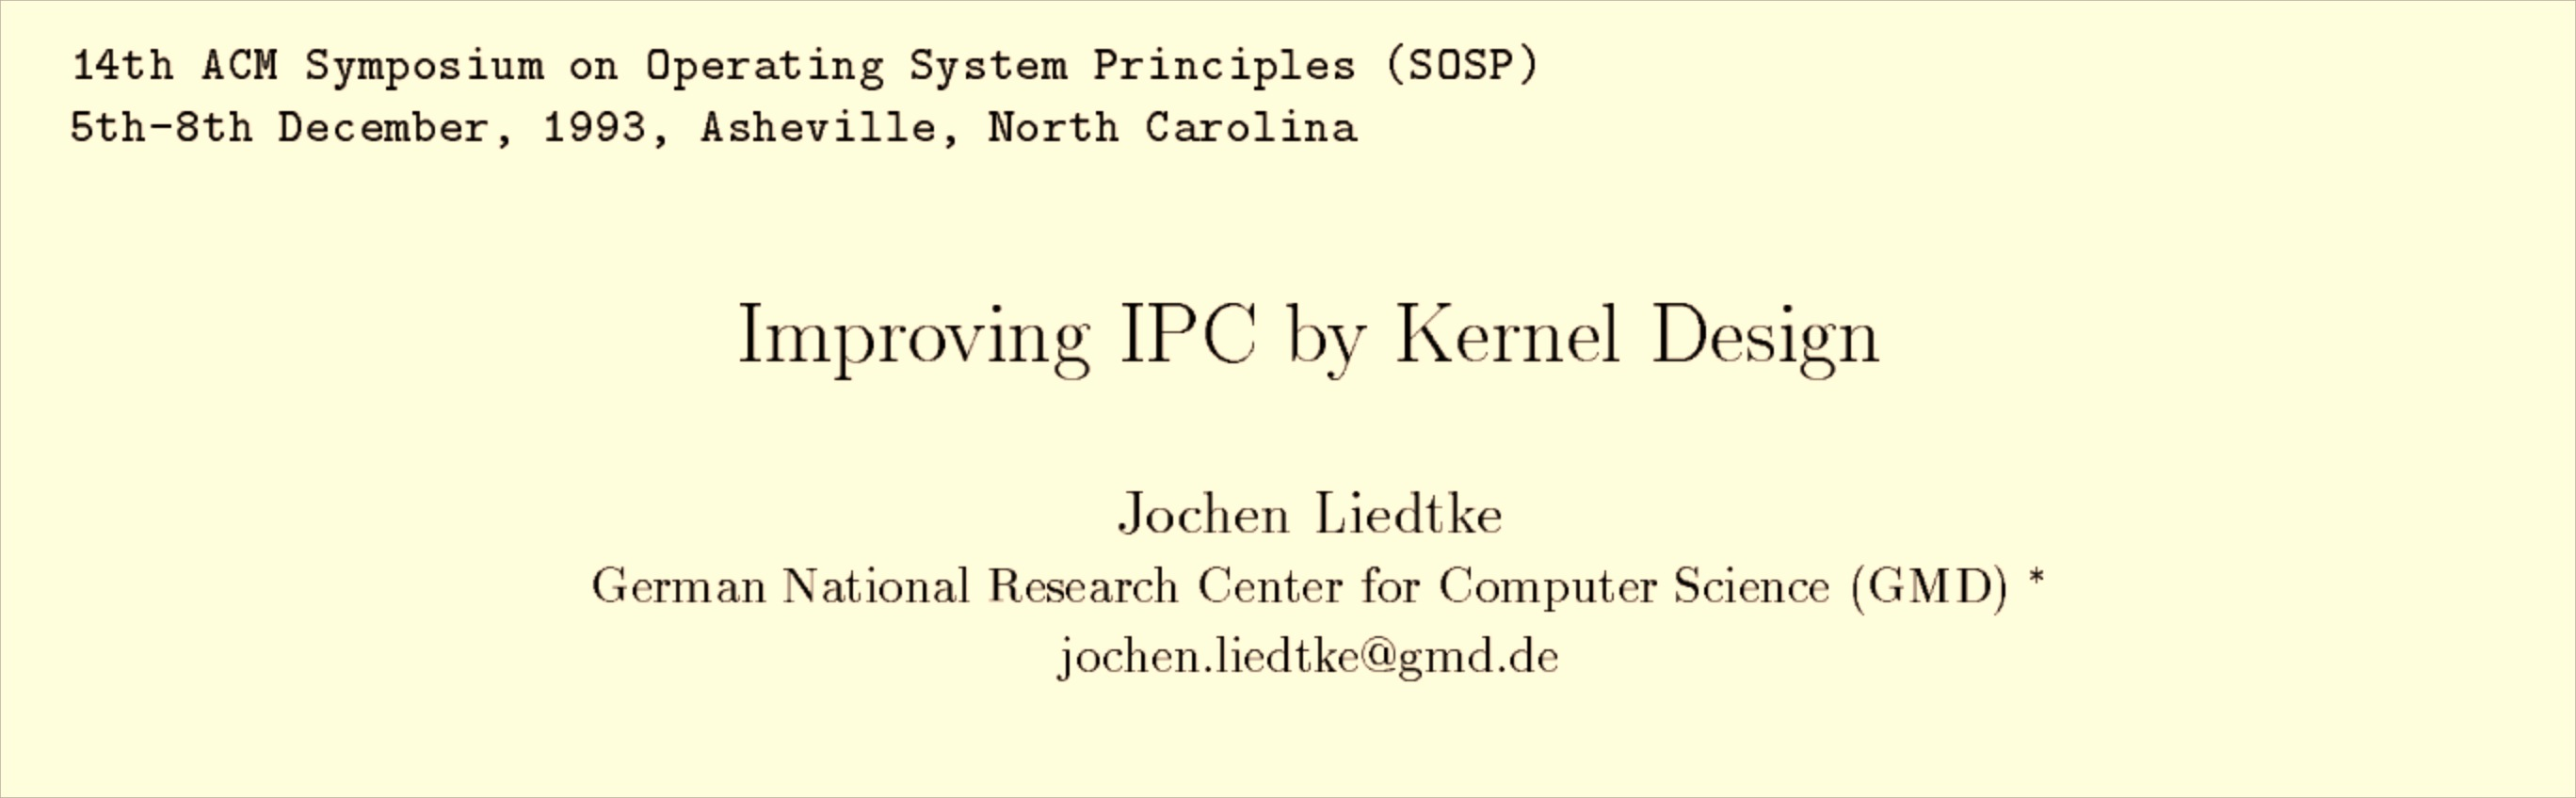 14th ACM Symposium on Operating System Principles (SOSP)
5th-8th December, 1993, Asheville, North Carolina
Improving IPC by Kernel Design
Jochen Liedtke
German National Research Center for Computer Science (GMD) *
jochen.liedtke@gmd.de